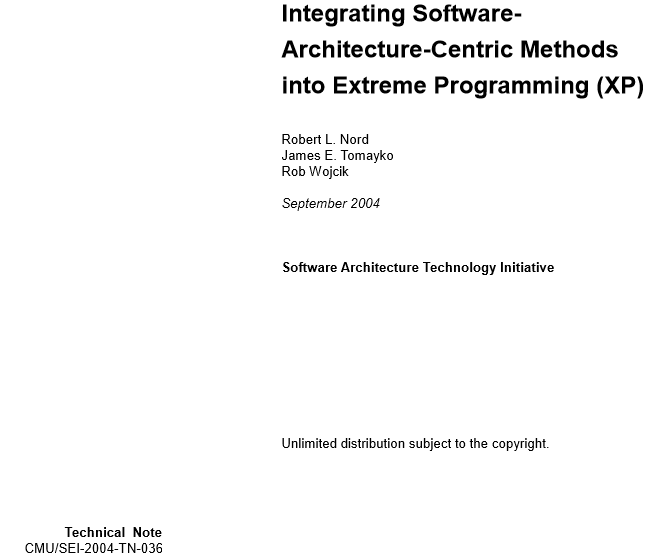 Integrating Software-
Architecture-Centric Methods
into Extreme Programming (XP)
Robert L. Nord
James E. Tomayko
Rob Wojcik
September 2004
Software Architecture Technology Initiative
Unlimited distribution subject to the copyright.
Technical Note
CMU/SEI-2004-TN-036